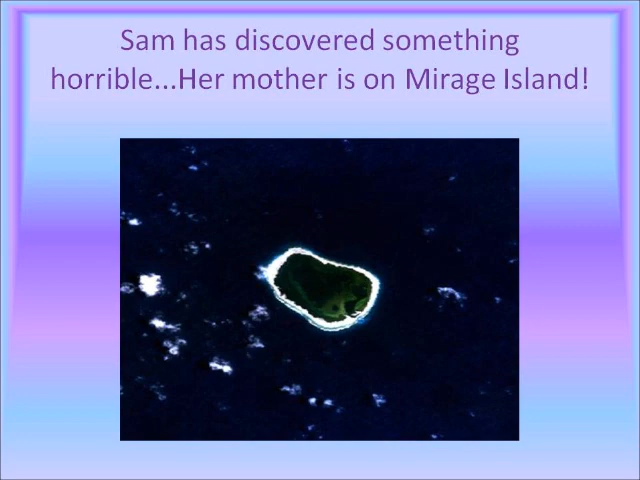 Sam has discovered something
horrible...Her mother is on Mirage Island!